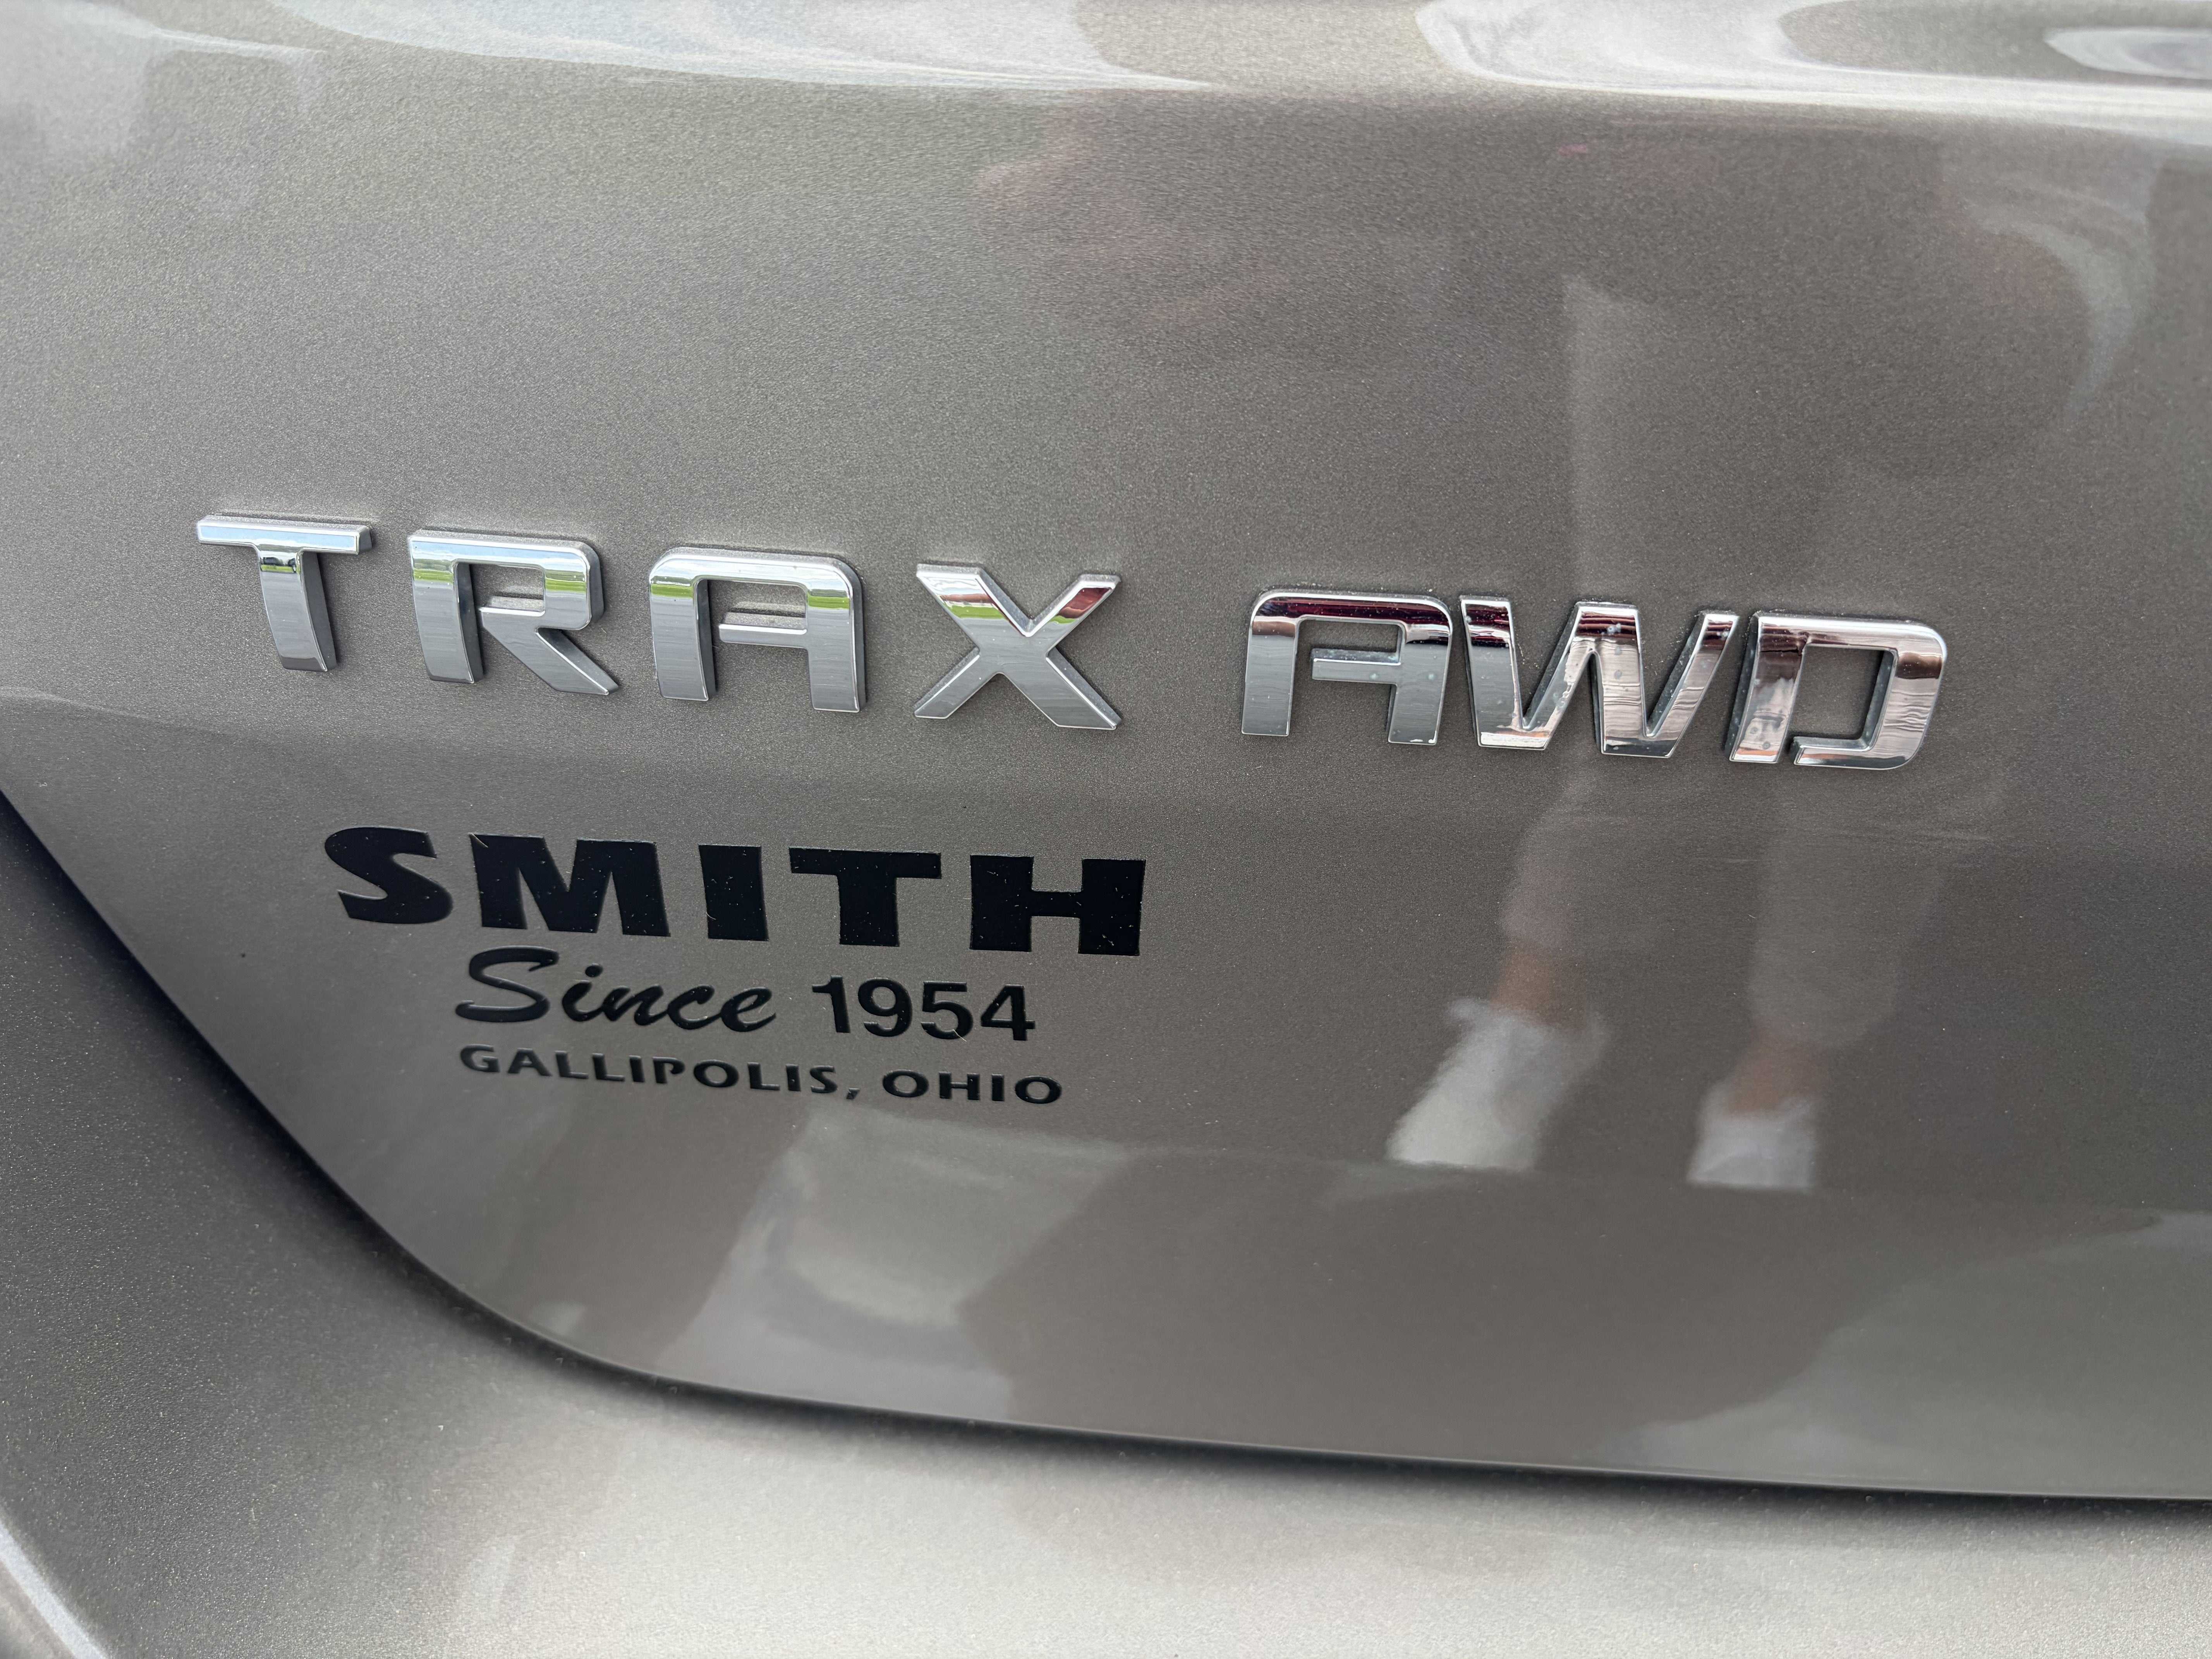 TRAX AWD
SMITH
Since 1954
GALLIPOLIS, OHIO